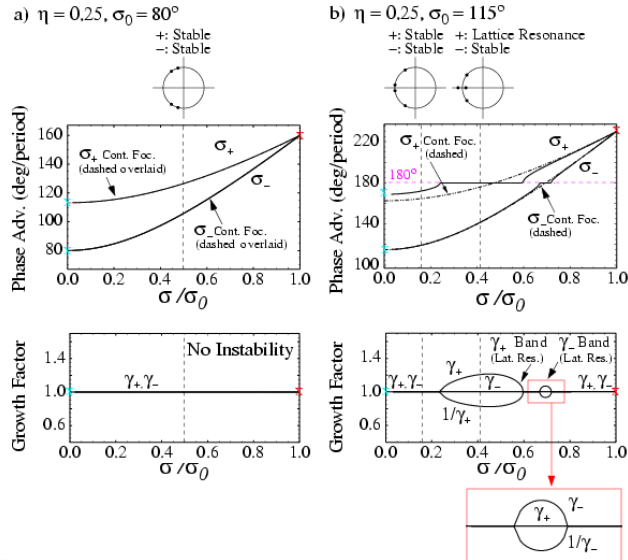 a) η = 0.25, σ0 = 80°
+: Stable
−: Stable
Phase Adv. (deg/period)
160
140
120
100
80
σ+ Cont. Foc.
(dashed overlaid)
σ+
σ−
σ− Cont. Foc.
(dashed overlaid)
0.0 0.2 0.4 0.6 0.8 1.0
σ/σ0
Growth Factor
1.4
1.0
0.6
No Instability
γ+, γ−
0.0 0.2 0.4 0.6 0.8 1.0
σ/σ0
b) η = 0.25, σ0 = 115°
+: Stable +: Lattice Resonance
−: Stable −: Stable
Phase Adv. (deg/period)
220
180
140
100
180°
σ+ Cont. Foc.
(dashed)
σ+
σ−
σ− Cont. Foc.
(dashed)
0.0 0.2 0.4 0.6 0.8 1.0
σ/σ0
Growth Factor
1.4
1.0
0.6
γ+ Band
(Lat. Res.)
γ− Band
(Lat. Res.)
γ+, γ−
γ+
γ−
1/γ+
γ+, γ−
0.0 0.2 0.4 0.6 0.8 1.0
σ/σ0
γ+
γ−
1/γ−